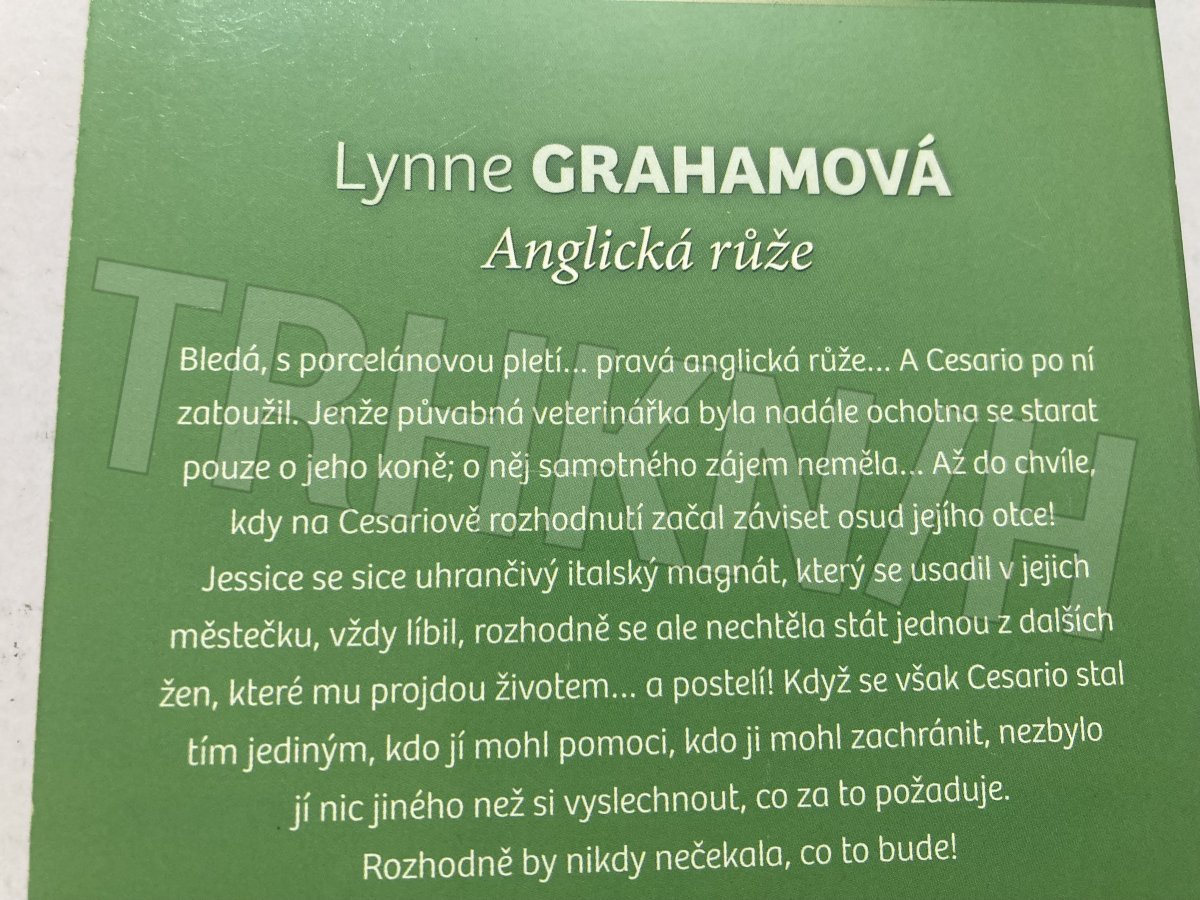 Lynne GRAHAMOVÁ
Anglická růže
Bledá, s porcelánovou pletí... pravá anglická růže... A Cesario po ní
zatoužil. Jenže půvabná veterinářka byla nadále ochotna se starat
pouze o jeho koně; o něj samotného zájem neměla... Až do chvíle,
kdy na Cesariově rozhodnutí začal záviset osud jejího otce!
Jessice se sice uhrančivý italský magnát, který se usadil v jejich
městečku, vždy líbil, rozhodně se ale nechtěla stát jednou z dalších
žen, které mu projdou životem... a postelí! Když se však Cesario stal
tím jediným, kdo jí mohl pomoci, kdo ji mohl zachránit, nezbylo
jí nic jiného než si vyslechnout, co za to požaduje.
Rozhodně by nikdy nečekala, co to bude!
TRHKNIH